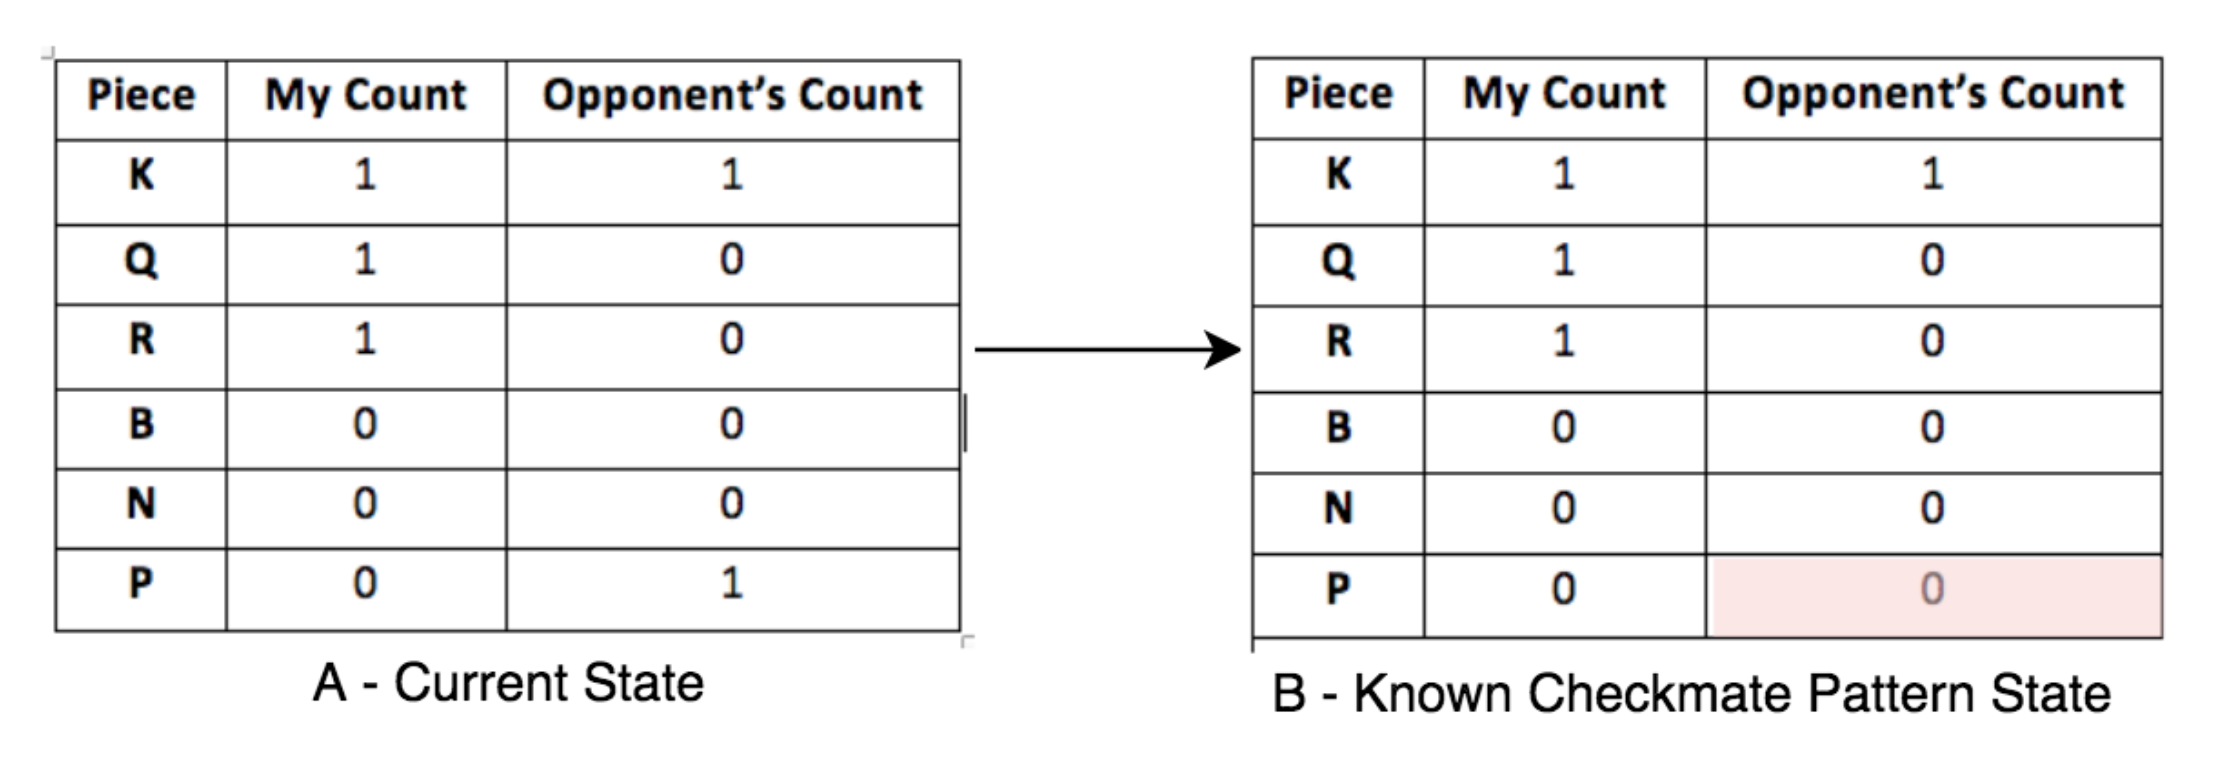 Piece My Count Opponent’s Count
K 1 1
Q 1 0
R 1 0
B 0 0
N 0 0
P 0 1
A - Current State
Piece My Count Opponent’s Count
K 1 1
Q 1 0
R 1 0
B 0 0
N 0 0
P 0 0
B - Known Checkmate Pattern State